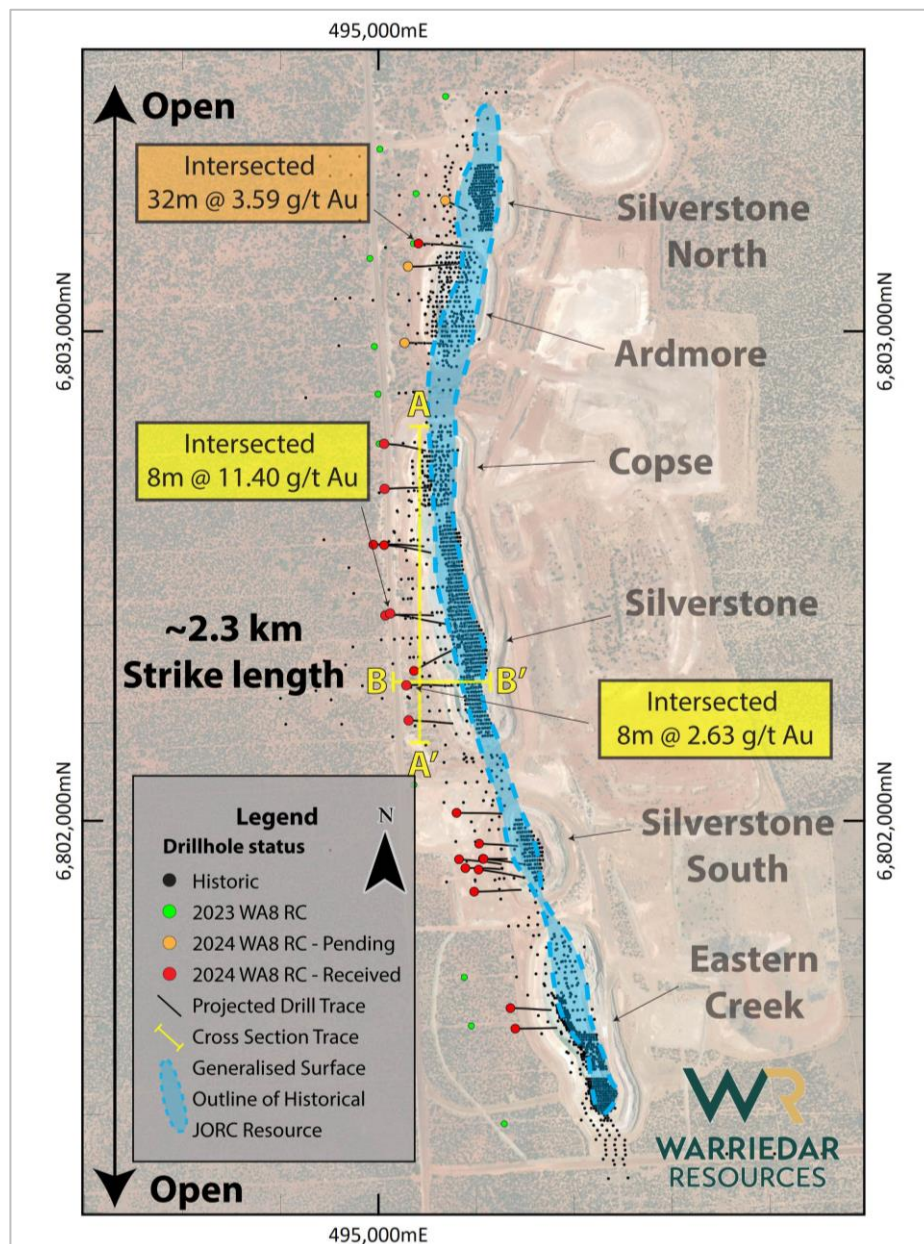 495,000mE
Open
Intersected
32m @ 3.59 g/t Au
Silverstone
North
6,803,000mN
6,803,000mN
Ardmore
A
Intersected
8m @ 11.40 g/t Au
Copse
~2.3 km
Strike length
Silverstone
B
B'
Intersected
8m @ 2.63 g/t Au
A'
6,802,000mN
6,802,000mN
Silverstone
South
Legend
N
Drillhole status
Historic
2023 WA8 RC
2024 WA8 RC - Pending
2024 WA8 RC - Received
Projected Drill Trace
Cross Section Trace
Generalised Surface
Outline of Historical
JORC Resource
Eastern
Creek
WR
WARRIEDAR
RESOURCES
Open
495,000mE